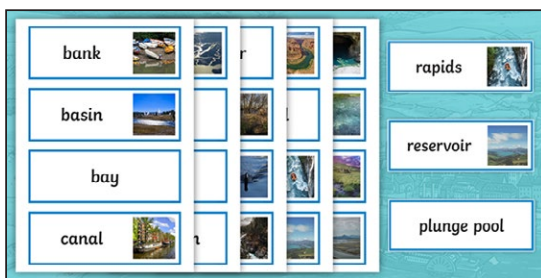 bank
basin
bay
canal
rapids
reservoir
plunge pool